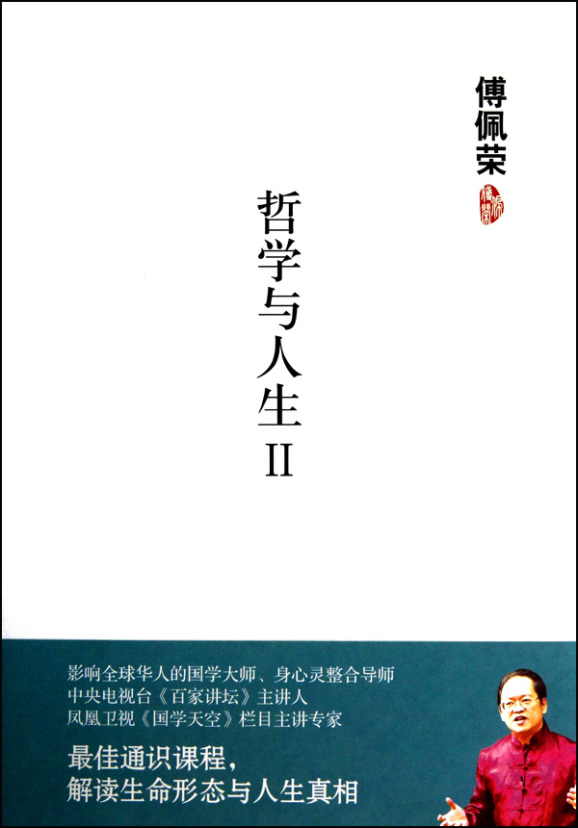 傅佩荣
哲学与人生II
影响全球华人的国学大师、身心灵整合导师
中央电视台《百家讲坛》主讲人
凤凰卫视《国学天空》栏目主讲专家
最佳通识课程，
解读生命形态与人生真相